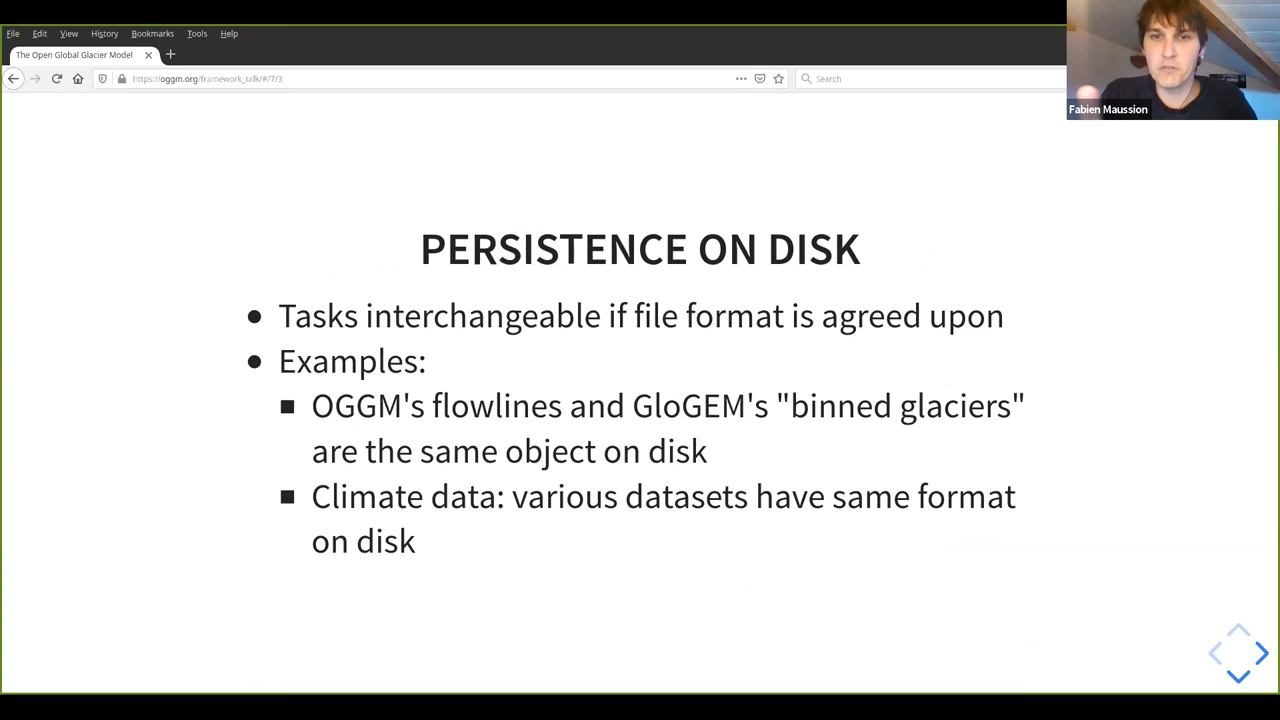 File Edit View History Bookmarks Tools Help
The Open Global Glacier Model
https://oggm.org/framework_talk/#/7/3
Search
Fabien Maussion
PERSISTENCE ON DISK
Tasks interchangeable if file format is agreed upon
Examples:
OGGM's flowlines and GloGEM's "binned glaciers"
are the same object on disk
Climate data: various datasets have same format
on disk